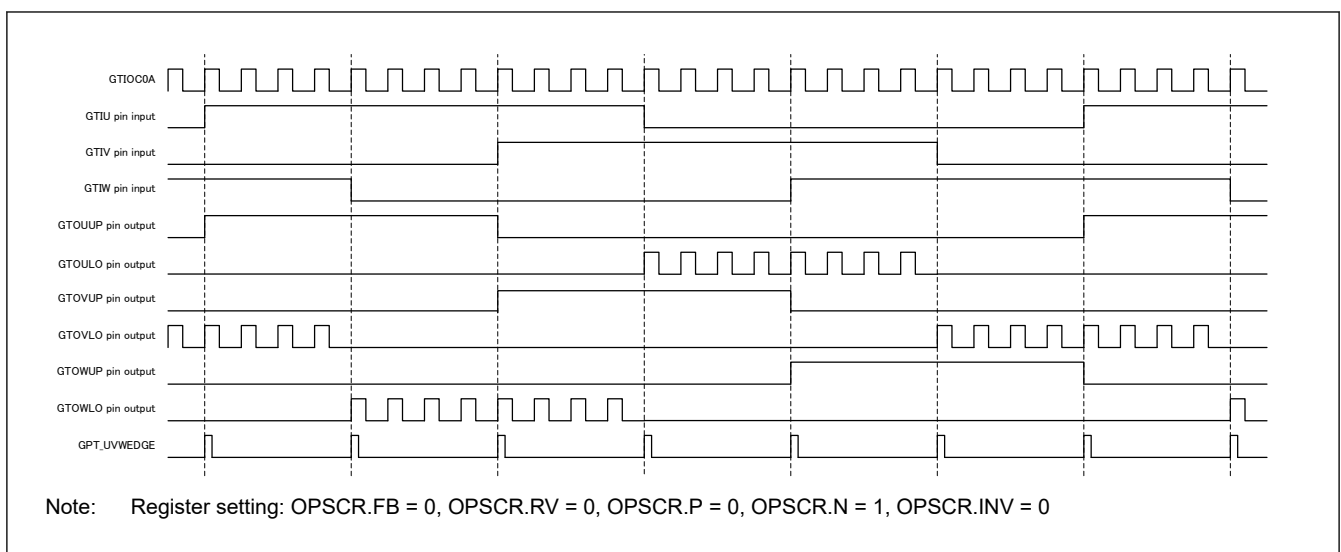 GTIOC0A
GTIU pin input
GTIV pin input
GTIW pin input
GTOUUP pin output
GTOULO pin output
GTOVUP pin output
GTOVLO pin output
GTOWUP pin output
GTOWLO pin output
GPT_UVWEDGE
Note: Register setting: OPSCR.FB = 0, OPSCR.RV = 0, OPSCR.P = 0, OPSCR.N = 1, OPSCR.INV = 0